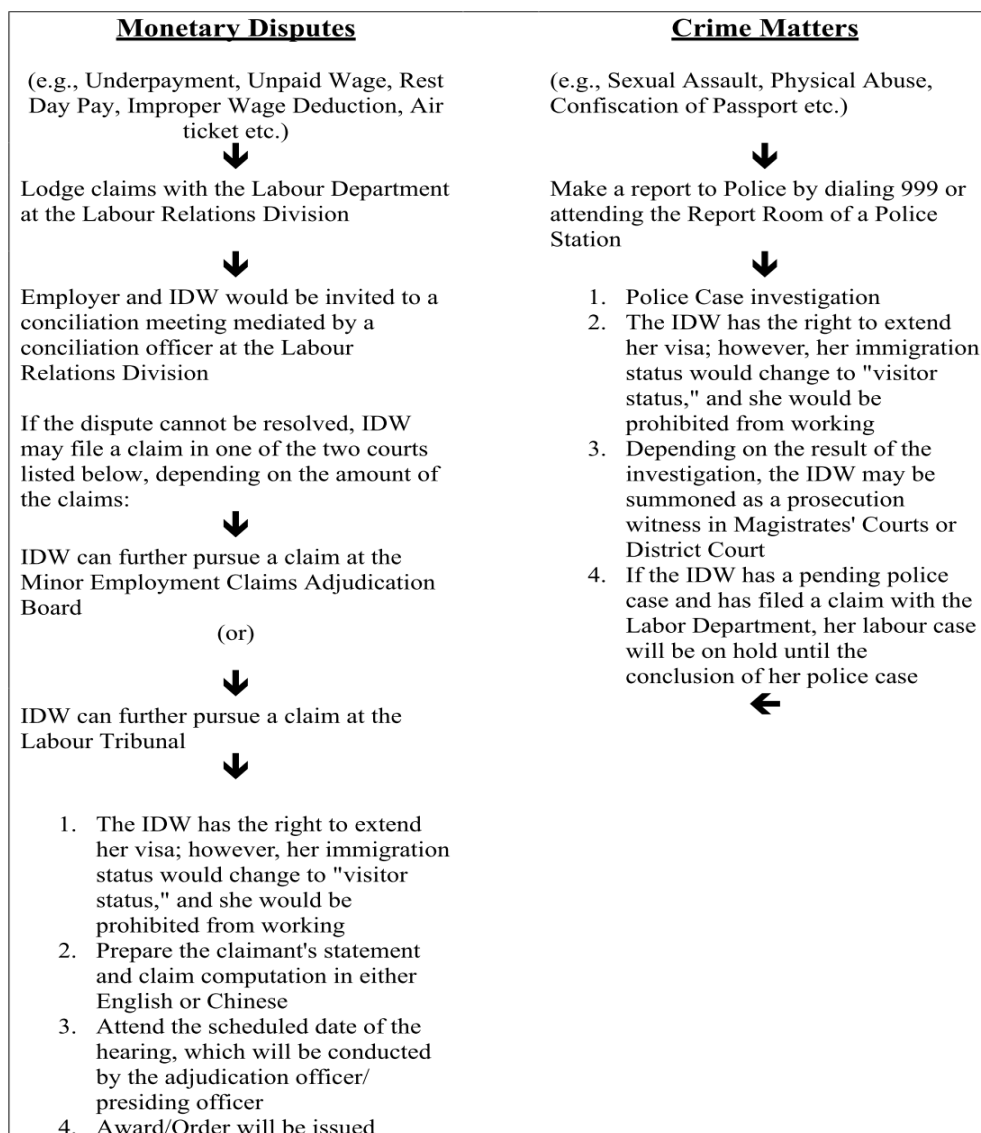 Monetary Disputes
(e.g., Underpayment, Unpaid Wage, Rest
Day Pay, Improper Wage Deduction, Air
ticket etc.)
Lodge claims with the Labour Department
at the Labour Relations Division
Employer and IDW would be invited to a
conciliation meeting mediated by a
conciliation officer at the Labour
Relations Division
If the dispute cannot be resolved, IDW
may file a claim in one of the two courts
listed below, depending on the amount of
the claims:
IDW can further pursue a claim at the
Minor Employment Claims Adjudication
Board
(or)
IDW can further pursue a claim at the
Labour Tribunal
1. The IDW has the right to extend
her visa; however, her immigration
status would change to "visitor
status," and she would be
prohibited from working
2. Prepare the claimant's statement
and claim computation in either
English or Chinese
3. Attend the scheduled date of the
hearing, which will be conducted
by the adjudication officer/
presiding officer
4. Award/Order will be issued
Crime Matters
(e.g., Sexual Assault, Physical Abuse,
Confiscation of Passport etc.)
Make a report to Police by dialing 999 or
attending the Report Room of a Police
Station
1. Police Case investigation
2. The IDW has the right to extend
her visa; however, her immigration
status would change to "visitor
status," and she would be
prohibited from working
3. Depending on the result of the
investigation, the IDW may be
summoned as a prosecution
witness in Magistrates' Courts or
District Court
4. If the IDW has a pending police
case and has filed a claim with the
Labor Department, her labour case
will be on hold until the
conclusion of her police case